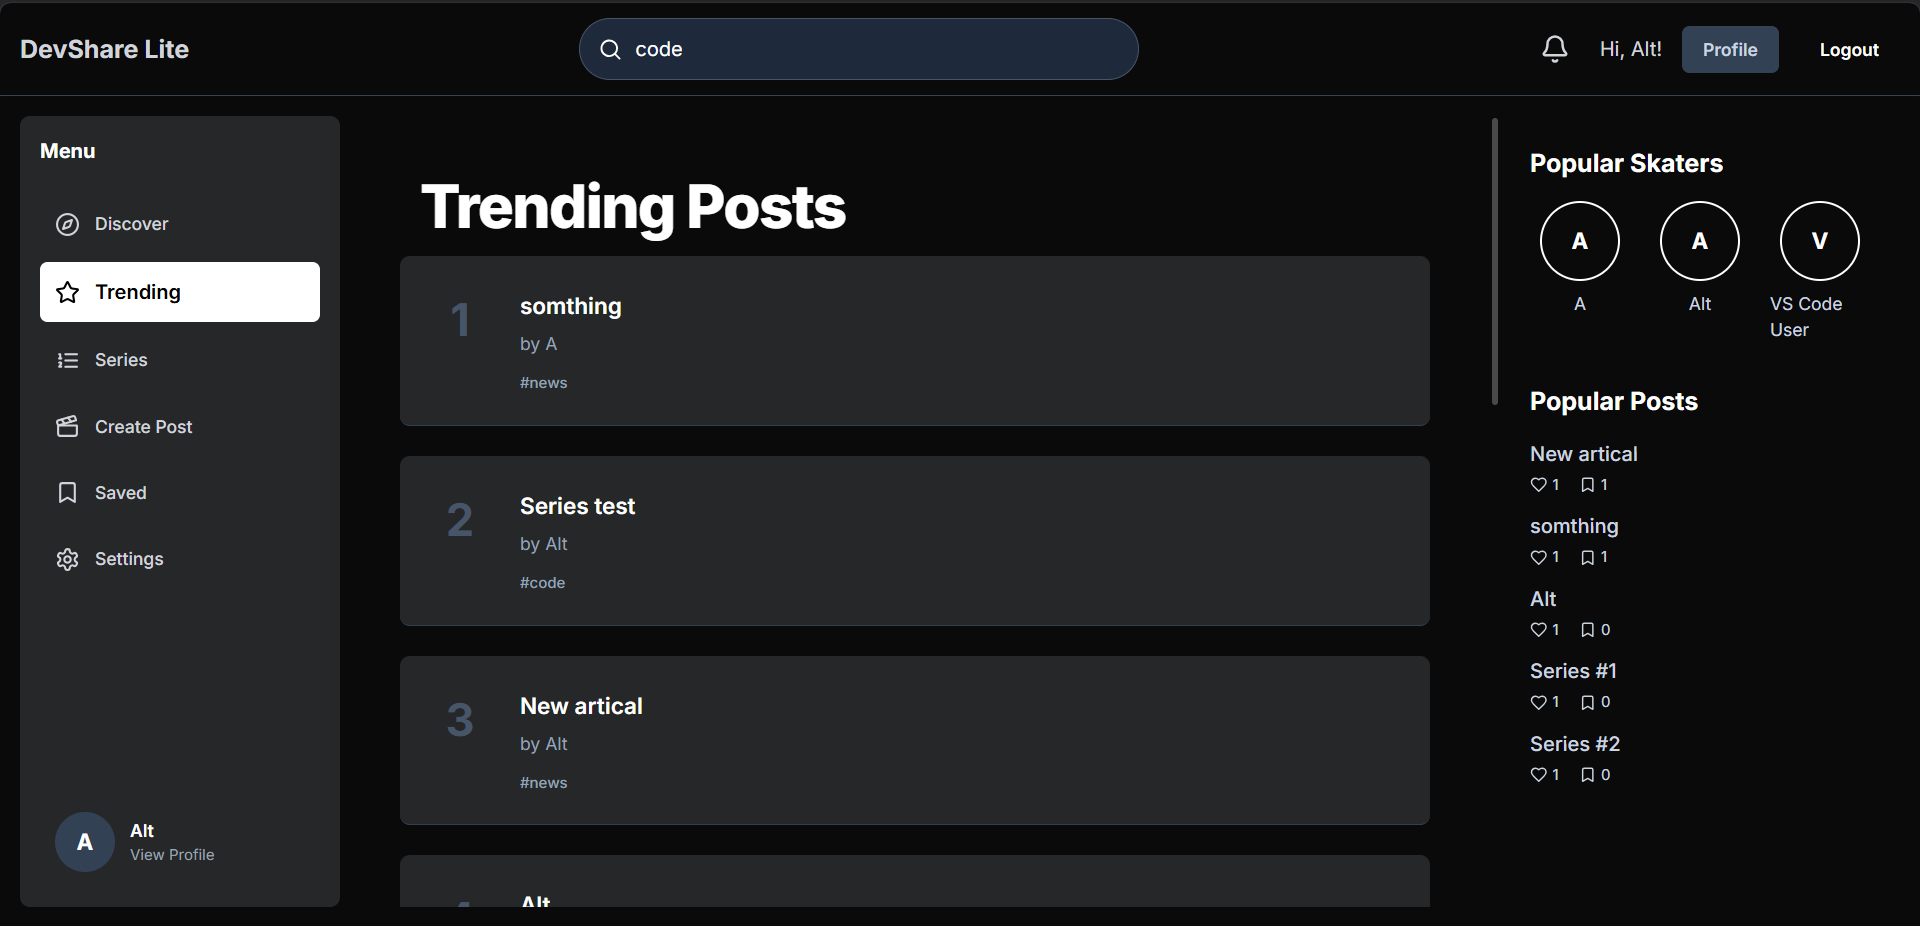 DevShare Lite
code
Hi, Alt!
Profile
Logout
Menu
Discover
Trending
Series
Create Post
Saved
Settings
A
Alt
View Profile
Trending Posts
1
somthing
by A
#news
2
Series test
by Alt
#code
3
New artical
by Alt
#news
4
Alt
Popular Skaters
A
A
V
A
Alt
VS Code
User
Popular Posts
New artical
1 1
somthing
1 1
Alt
1 0
Series #1
1 0
Series #2
1 0